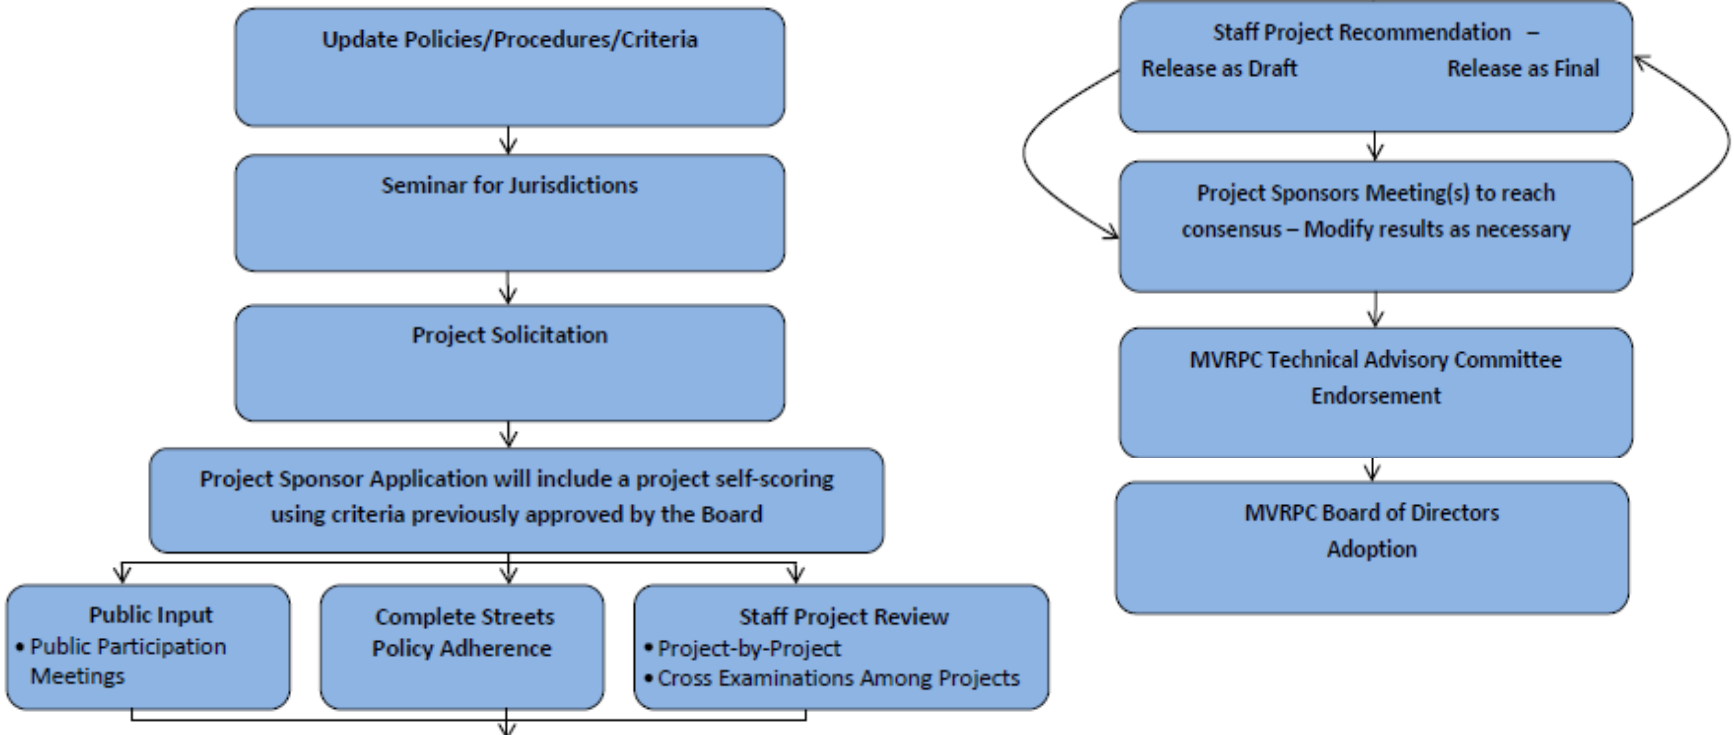 Update Policies/Procedures/Criteria
Seminar for Jurisdictions
Project Solicitation
Project Sponsor Application will include a project self-scoring
using criteria previously approved by the Board
Public Input
• Public Participation
Meetings
Complete Streets
Policy Adherence
Staff Project Review
• Project-by-Project
• Cross Examinations Among Projects
Staff Project Recommendation –
Release as Draft Release as Final
Project Sponsors Meeting(s) to reach
consensus – Modify results as necessary
MVRPC Technical Advisory Committee
Endorsement
MVRPC Board of Directors
Adoption